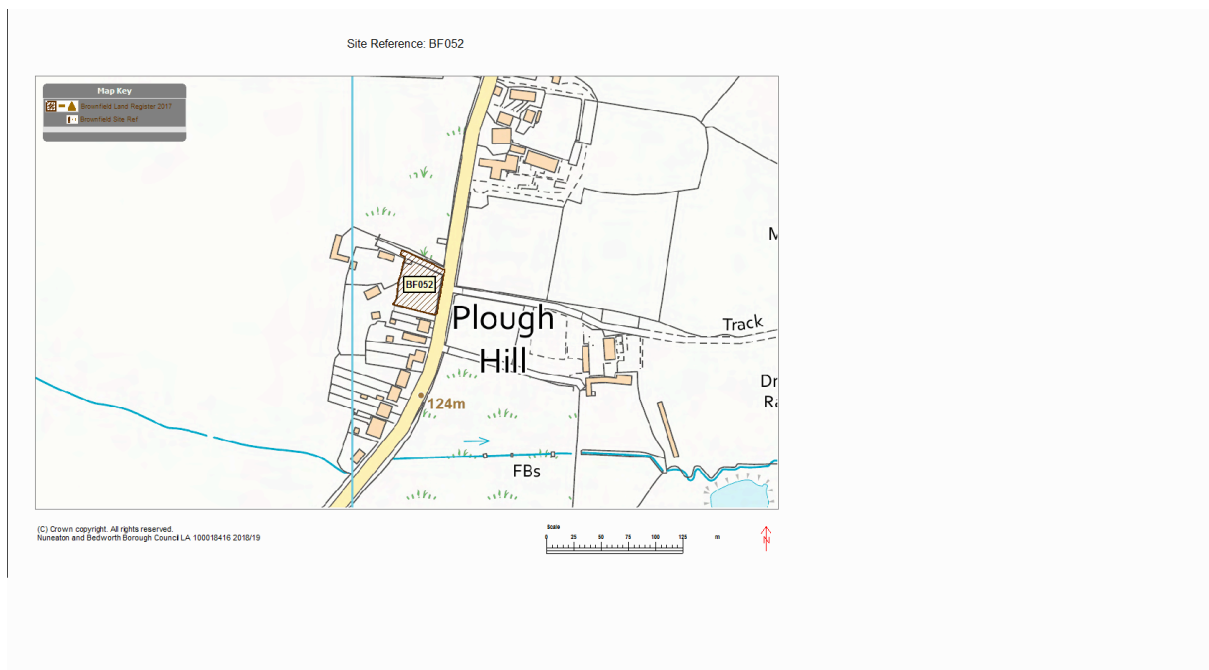 Site Reference: BF052
Map Key
Brownfield Land Register 2017
Brownfield Site Ref
BF052
Plough
Hill
Track
124m
FBs
(C) Crown copyright. All rights reserved.
Nuneaton and Bedworth Borough Council LA 100018416 2018/19
Scale
0 25 50 75 100 125 m
N